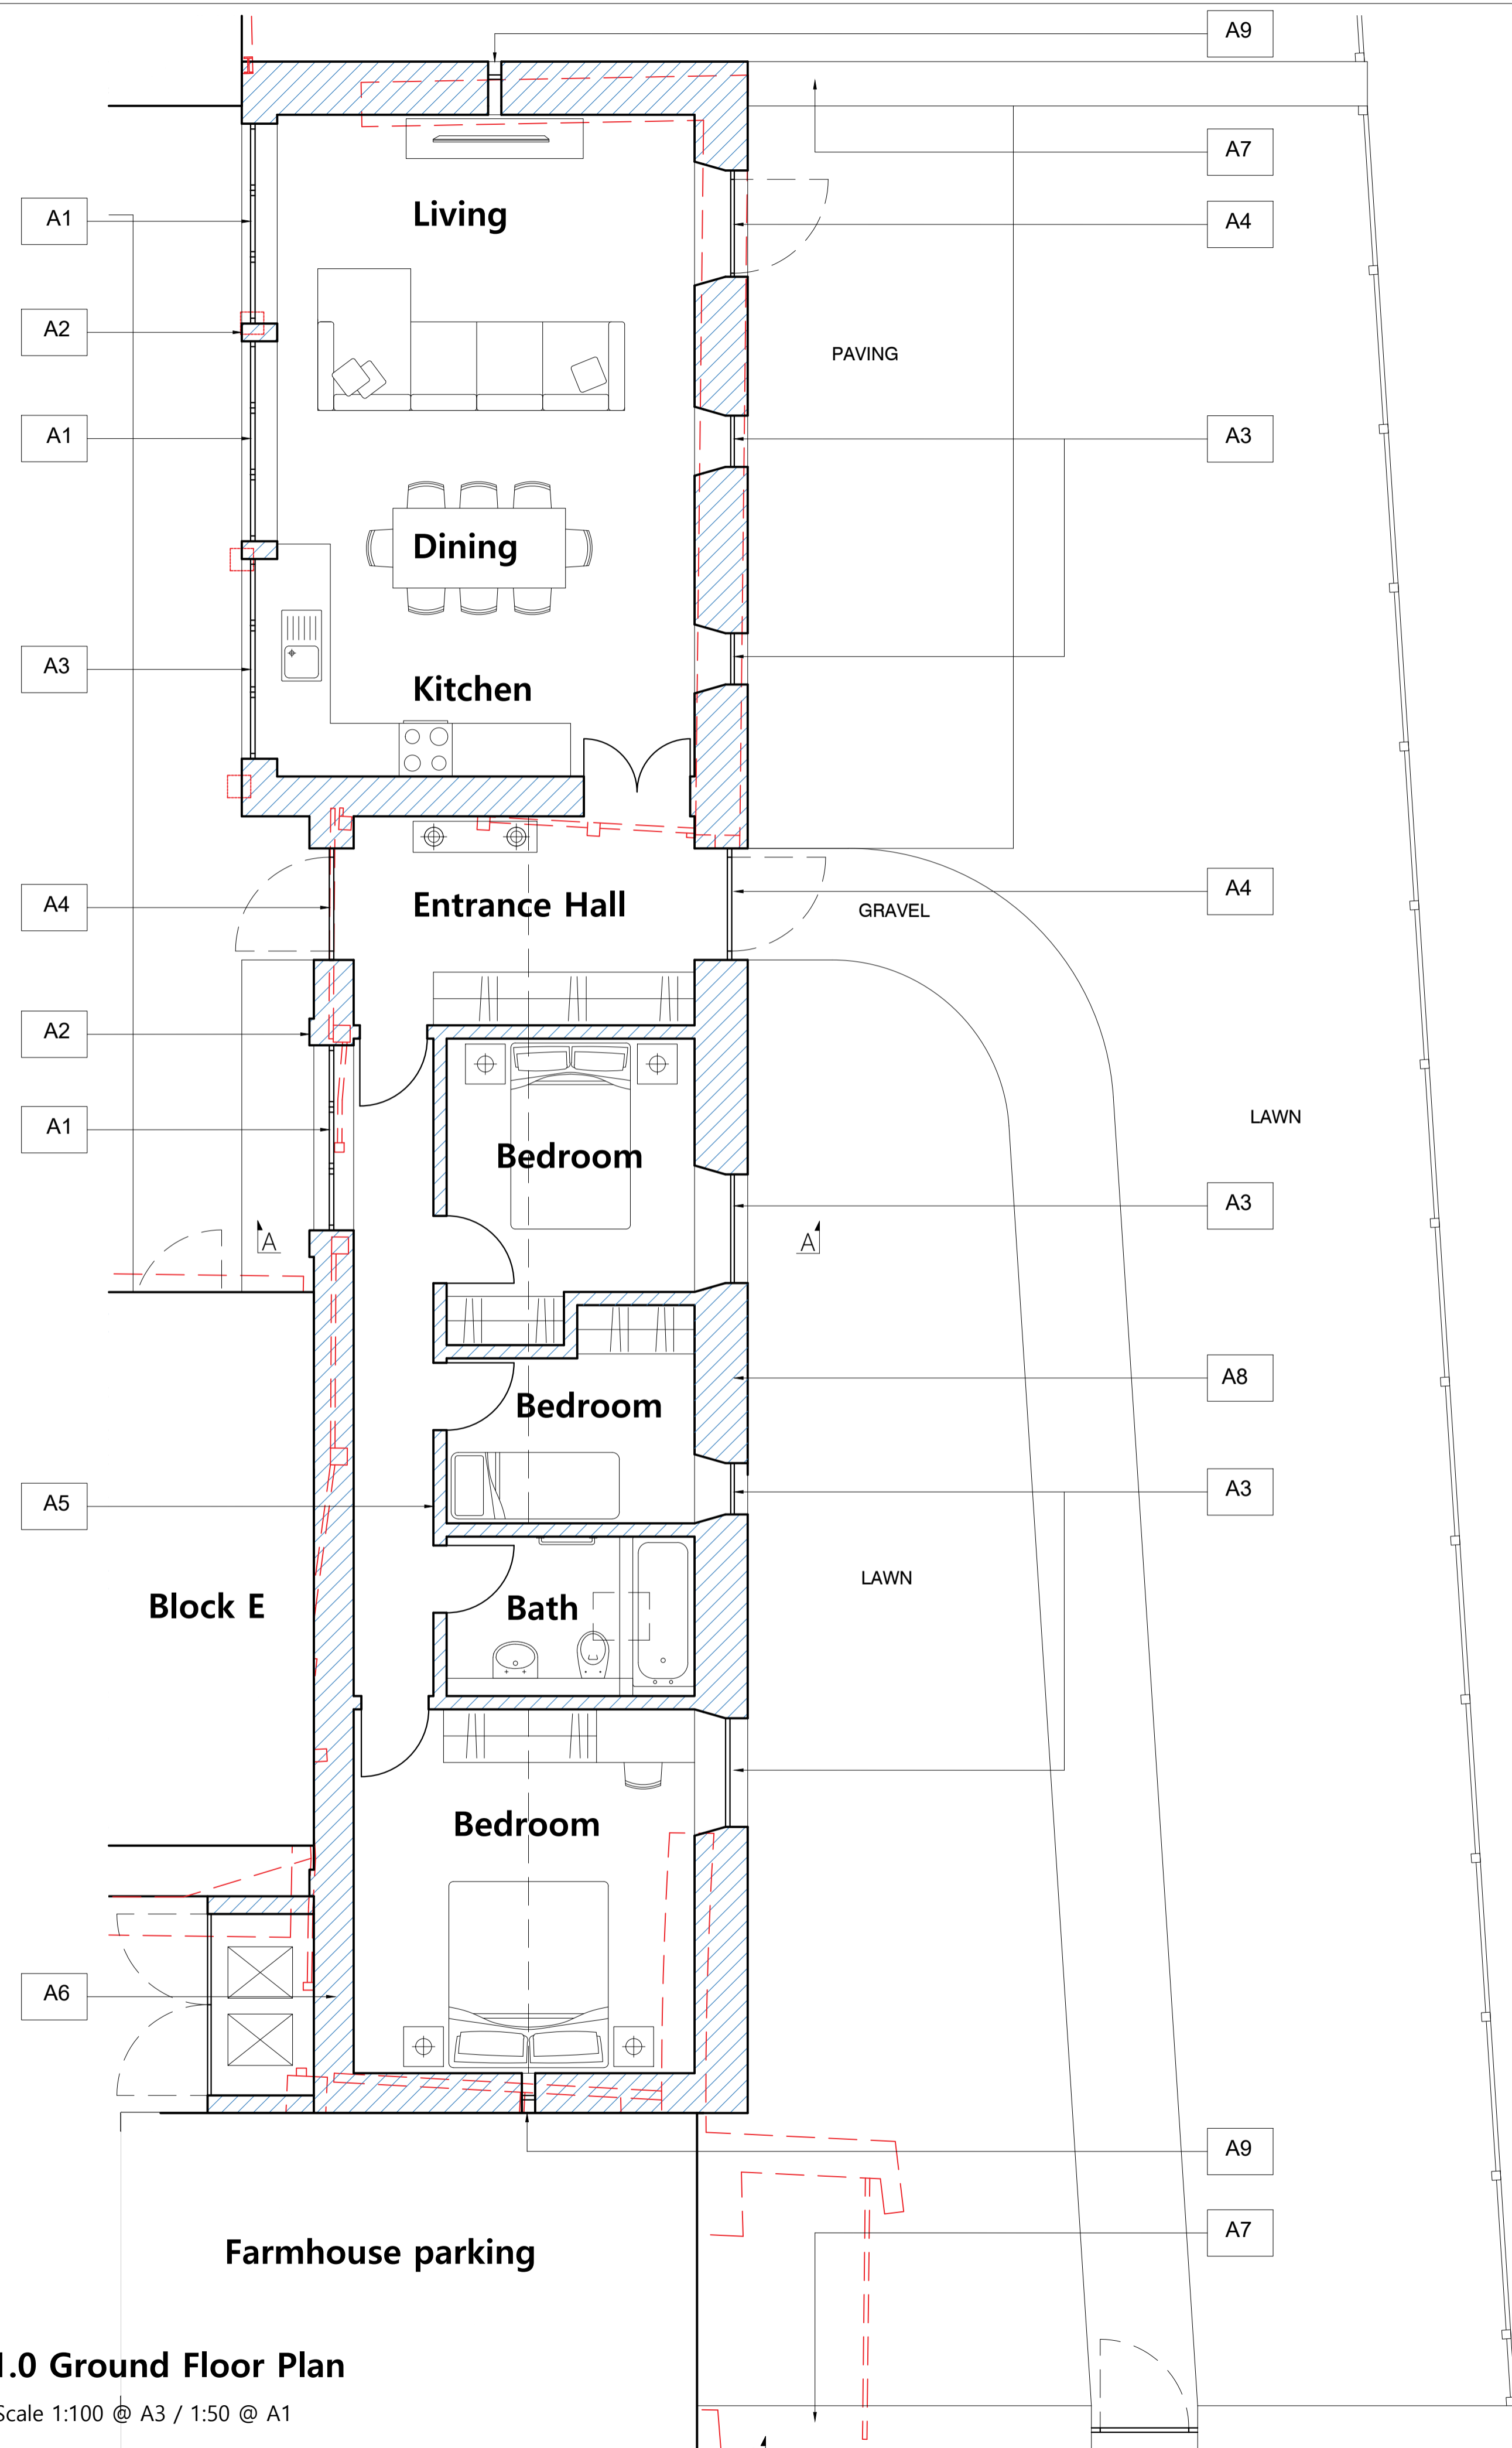 A9
A7
A1
Living
A4
A2
PAVING
A1
A3
Dining
A3
Kitchen
A4
Entrance Hall
A4
GRAVEL
A2
A1
LAWN
Bedroom
A3
A
A
A8
Bedroom
A3
A5
LAWN
Block E
Bath
Bedroom
A6
A9
A7
Farmhouse parking
1.0 Ground Floor Plan
Scale 1:100 @ A3 / 1:50 @ A1